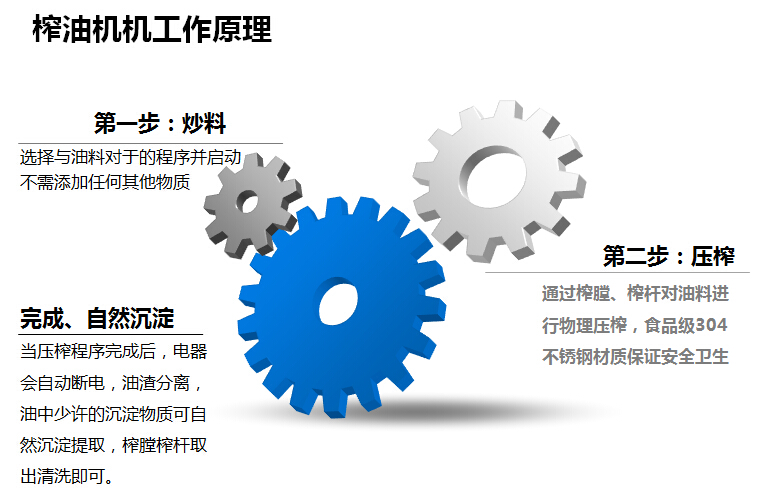 榨油机机工作原理
第一步：炒料
选择与油料对于的程序并启动
不需添加任何其他物质
第二步：压榨
通过榨膛、榨杆对油料进
行物理压榨，食品级304
不锈钢材质保证安全卫生
完成、自然沉淀
当压榨程序完成后，电器
会自动断电，油渣分离，
油中少许的沉淀物质可自
然沉淀提取，榨膛榨杆取
出清洗即可。